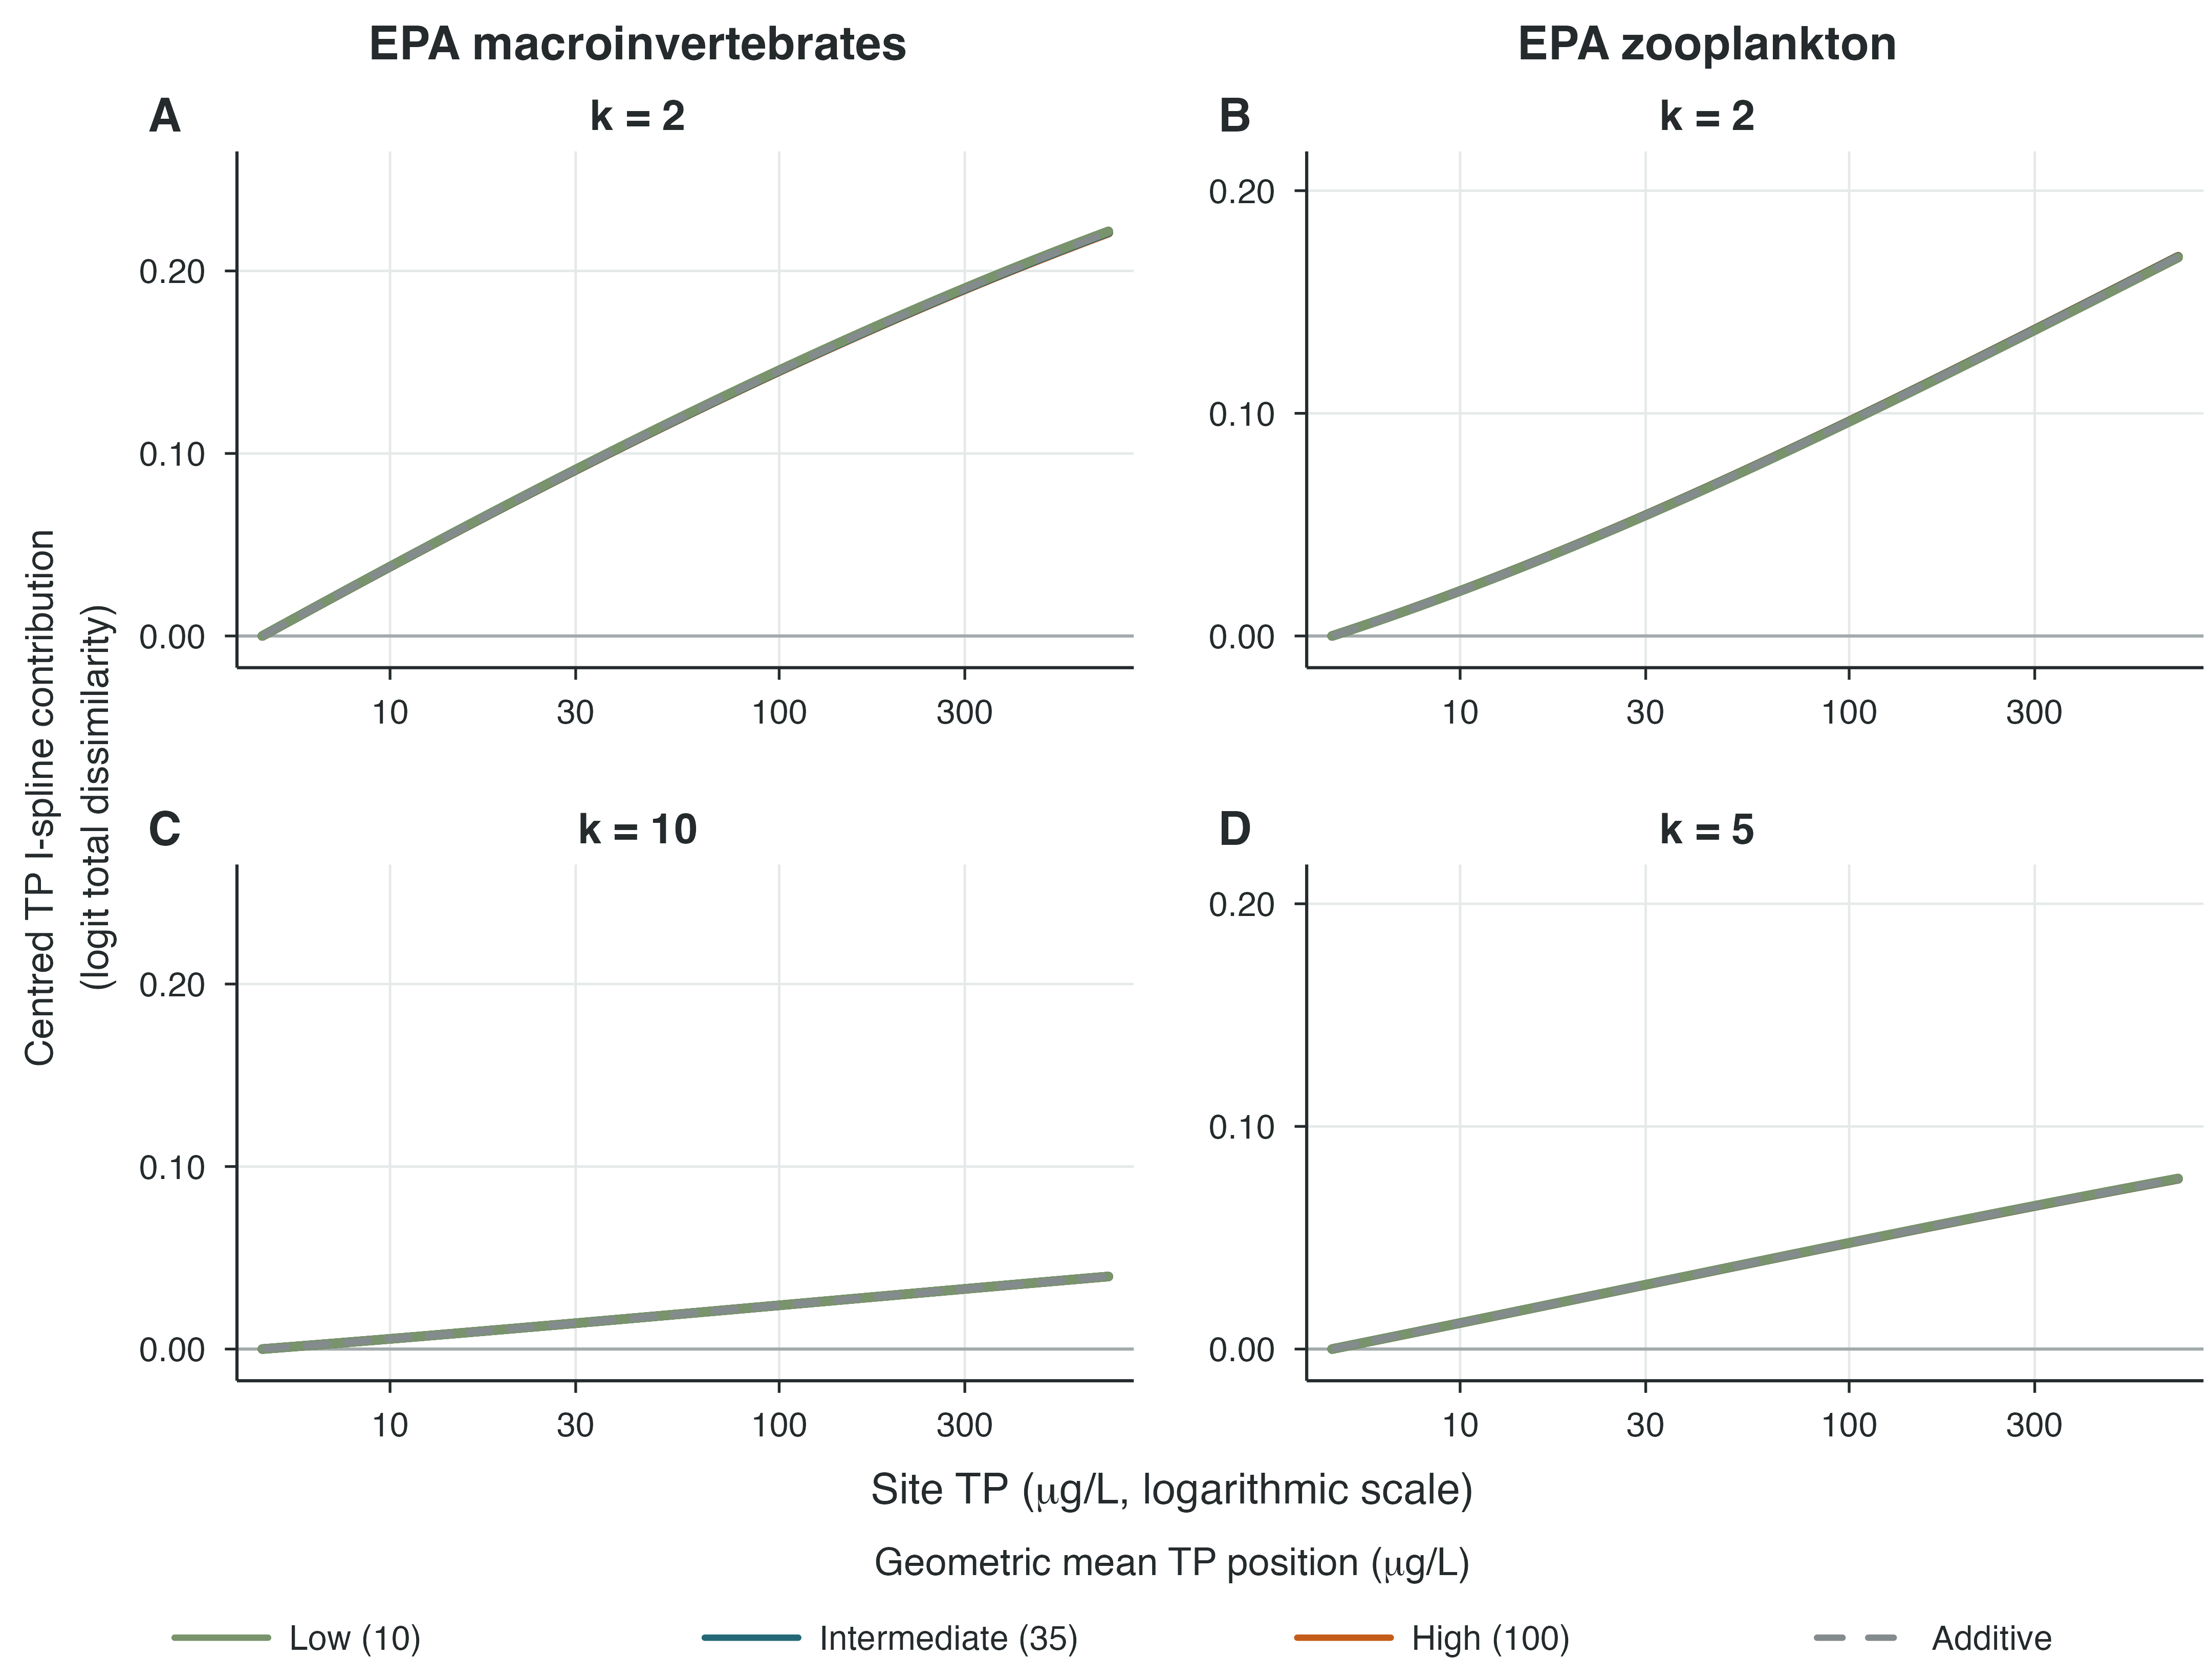 EPA macroinvertebrates
EPA zooplankton
A
k = 2
0.20
0.10
0.00
10
30
100
300
B
k = 2
0.20
0.10
0.00
10
30
100
300
Centred TP I-spline contribution
(logit total dissimilarity)
C
k = 10
0.20
0.10
0.00
10
30
100
300
D
k = 5
0.20
0.10
0.00
10
30
100
300
Site TP (μg/L, logarithmic scale)
Geometric mean TP position (μg/L)
Low (10)
Intermediate (35)
High (100)
Additive